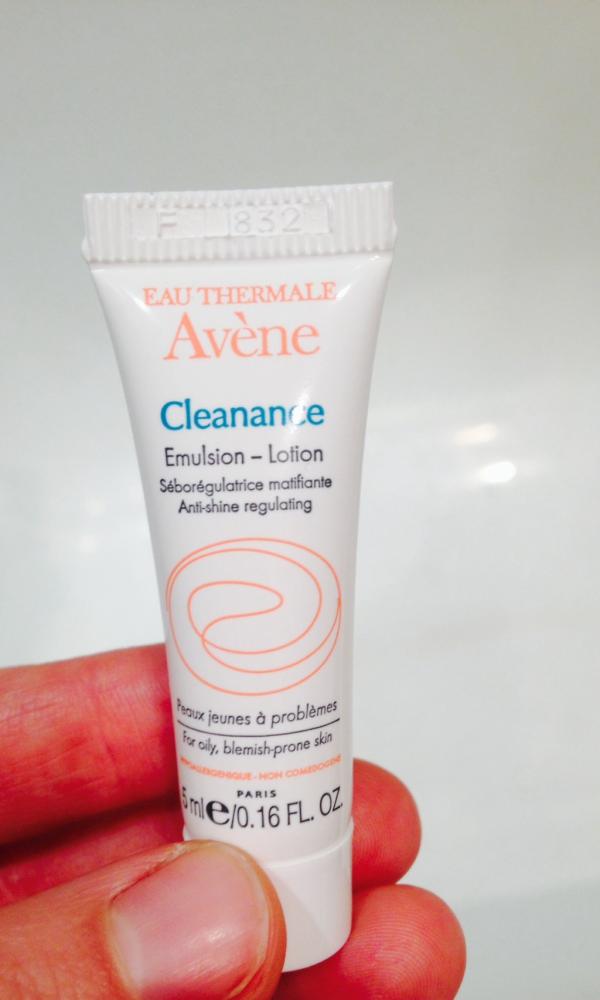 F 832
EAU THERMALE
Avène
Cleanance
Emulsion – Lotion
Séborégulatrice matifiante
Anti-shine regulating
Peaux jeunes à problèmes
For oily, blemish-prone skin
HYPOALLERGENIQUE - NON COMEDOGENE
PARIS
5 ml e/0.16 FL. OZ.